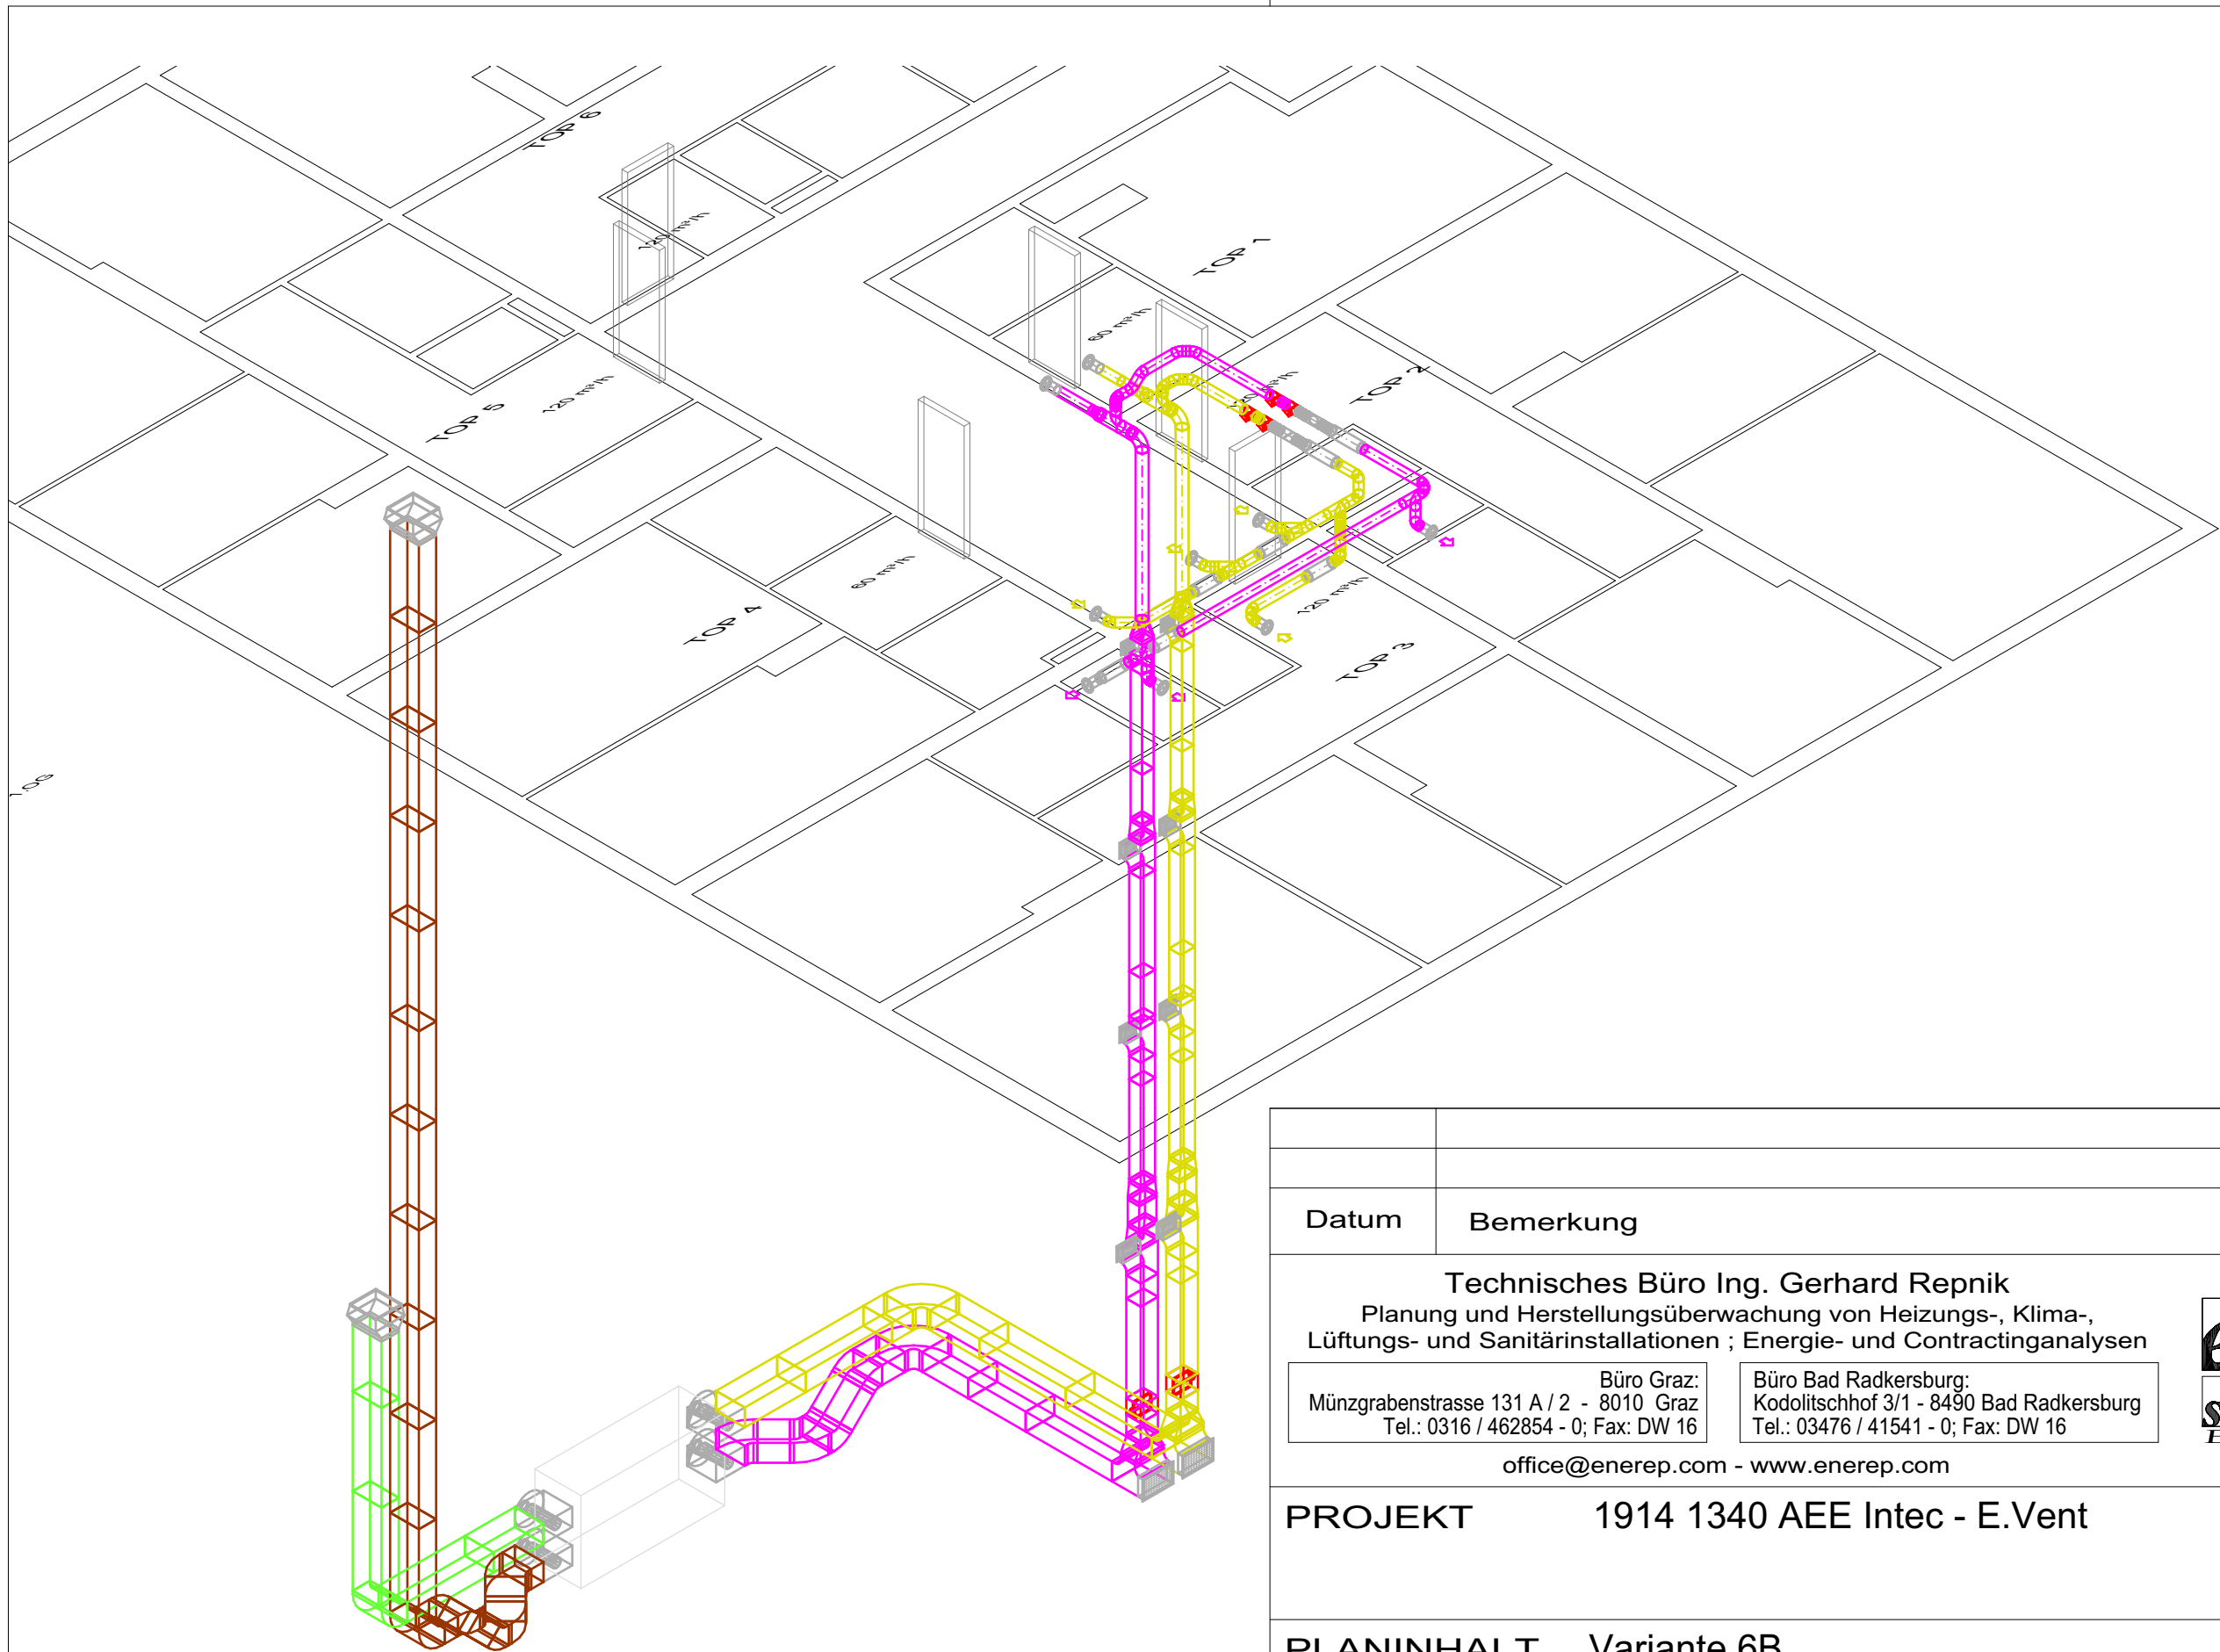 TOP 6
120 m³/h
TOP 1
60 m³/h
TOP 2
TOP 5
120 m³/h
60 m³/h
TOP 4
120 m³/h
TOP 3
1.OG
Datum Bemerkung
Technisches Büro Ing. Gerhard Repnik
Planung und Herstellungsüberwachung von Heizungs-, Klima-,
Lüftungs- und Sanitärinstallationen ; Energie- und Contractinganalysen
Büro Graz:
Münzgrabenstrasse 131 A / 2 - 8010 Graz
Tel.: 0316 / 462854 - 0; Fax: DW 16
Büro Bad Radkersburg:
Kodolitschhof 3/1 - 8490 Bad Radkersburg
Tel.: 03476 / 41541 - 0; Fax: DW 16
office@enerep.com - www.enerep.com
PROJEKT 1914 1340 AEE Intec - E.Vent
PLANINHALT Variante 6B